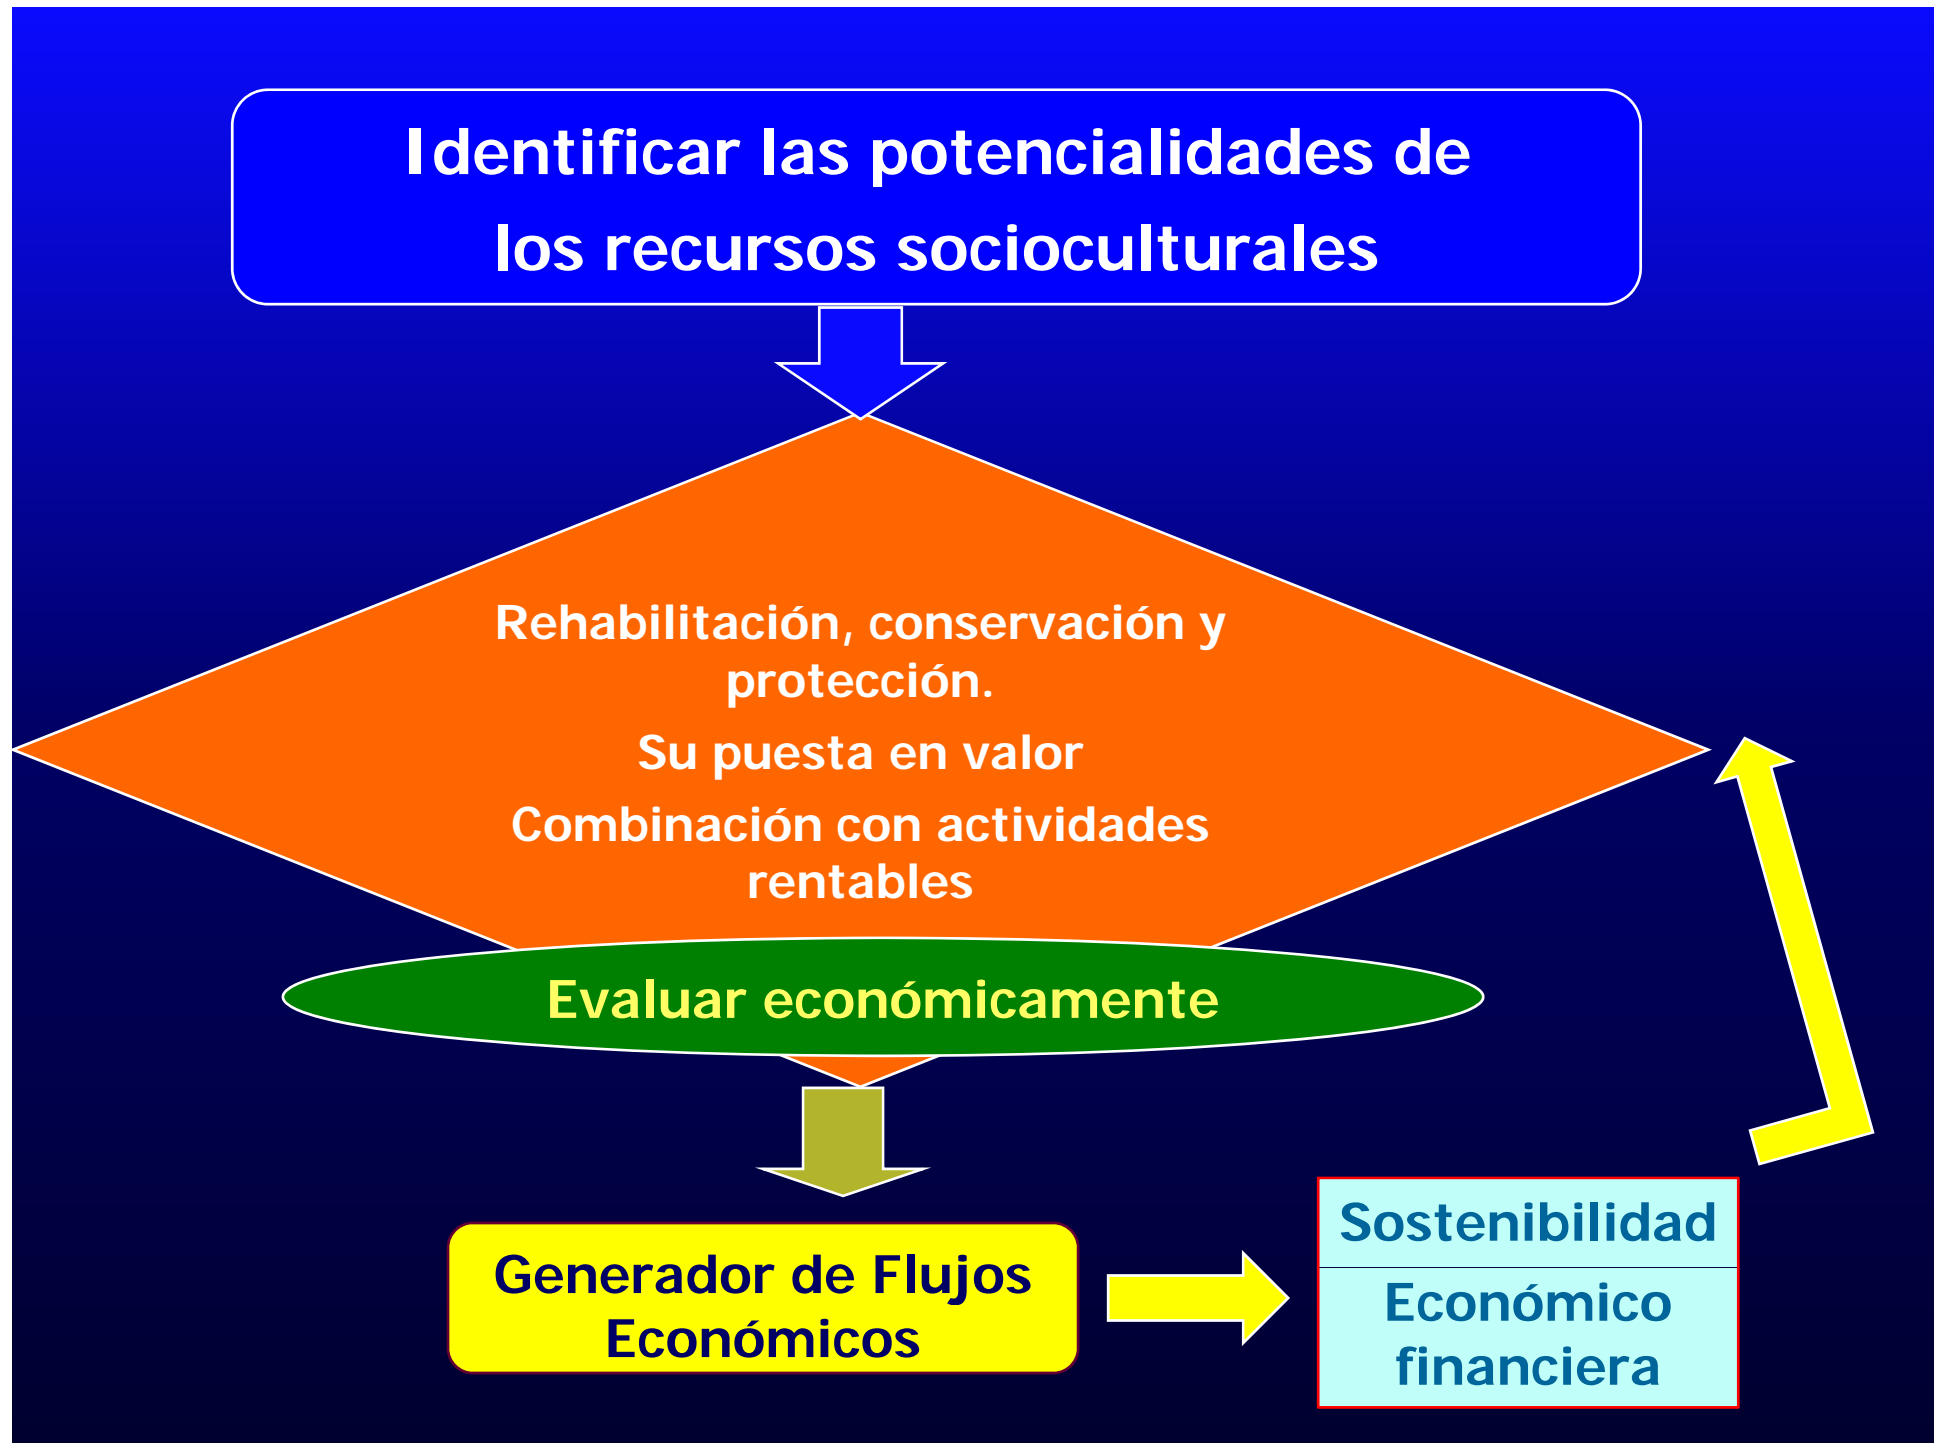 Identificar las potencialidades de
los recursos socioculturales
Rehabilitación, conservación y
protección.
Su puesta en valor
Combinación con actividades
rentables
Evaluar económicamente
Generador de Flujos
Económicos
Sostenibilidad
Económico
financiera